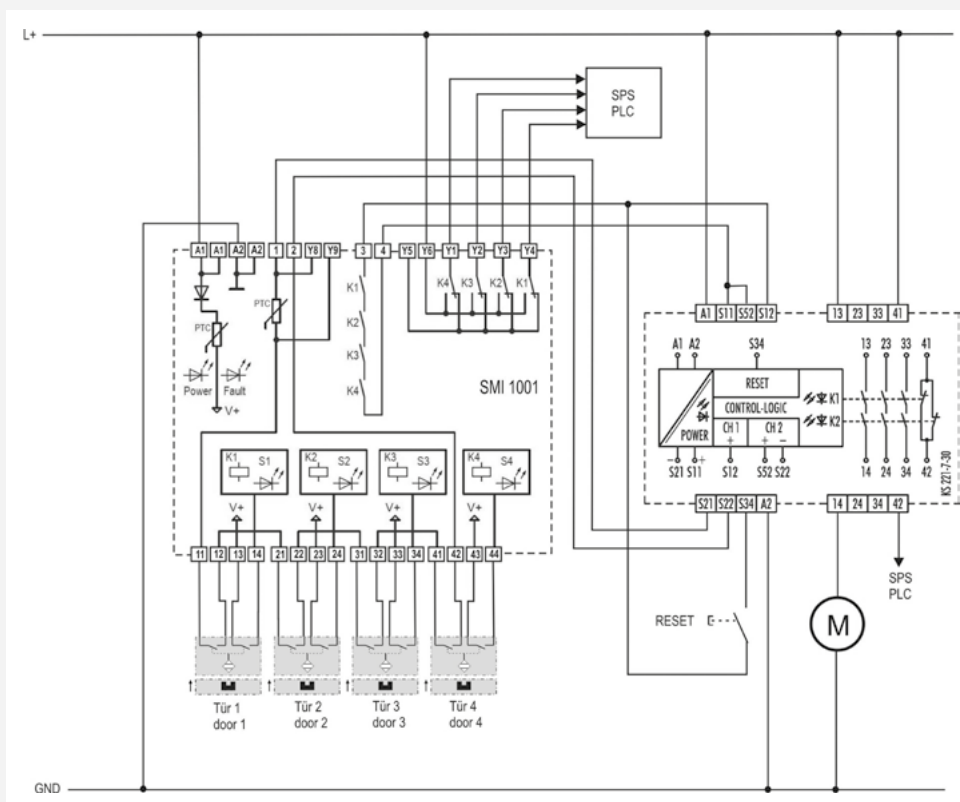 L+
SPS
PLC
A1 A1 A2 A2 1 2 Y8 Y9 3 4 Y5 Y6 Y1 Y2 Y3 Y4
K1
K2
K3
K4
K4 K3 K2 K1
PTC
PTC
Power Fault
V+
SMI 1001
K1 S1 K2 S2 K3 S3 K4 S4
V+ V+ V+ V+
11 12 13 14 21 22 23 24 31 32 33 34 41 42 43 44
Tür 1
door 1
Tür 2
door 2
Tür 3
door 3
Tür 4
door 4
A1 S11 S52 S12
13 23 33 41
A1 A2 S34
13 23 33 41
RESET
CONTROL-LOGIC
K1
K2
POWER
CH 1 CH 2
+ + −
− +
S21 S11 S12 S52 S22
14 24 34 42
KS 221-7-30
S21 S22 S34 A2
14 24 34 42
RESET
M
SPS
PLC
GND